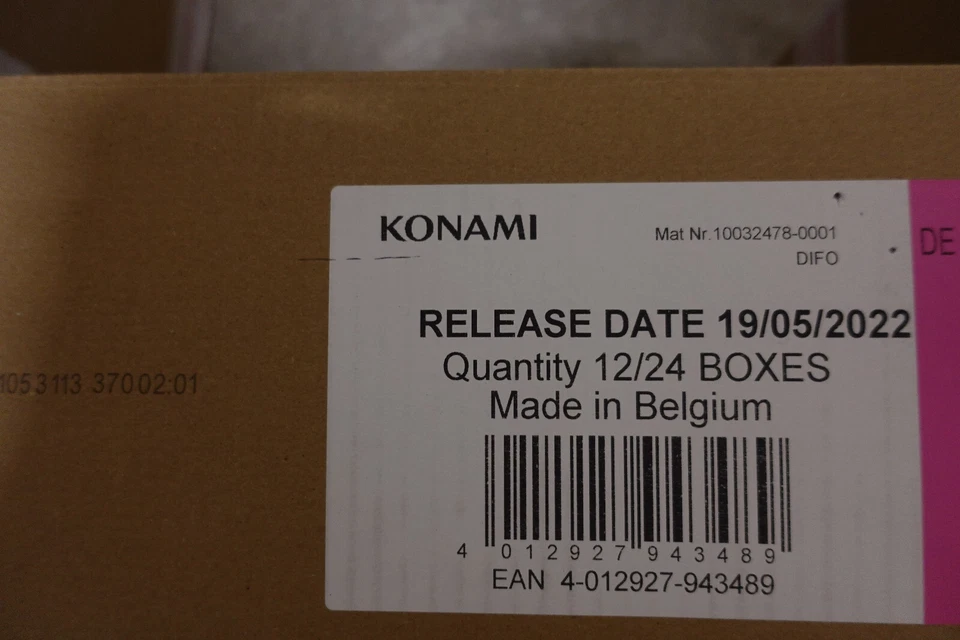 KONAMI
Mat Nr.10032478-0001
DIFO
DE
RELEASE DATE 19/05/2022
Quantity 12/24 BOXES
1053113 37002.01
Made in Belgium
4 012927 943489
EAN 4-012927-943489